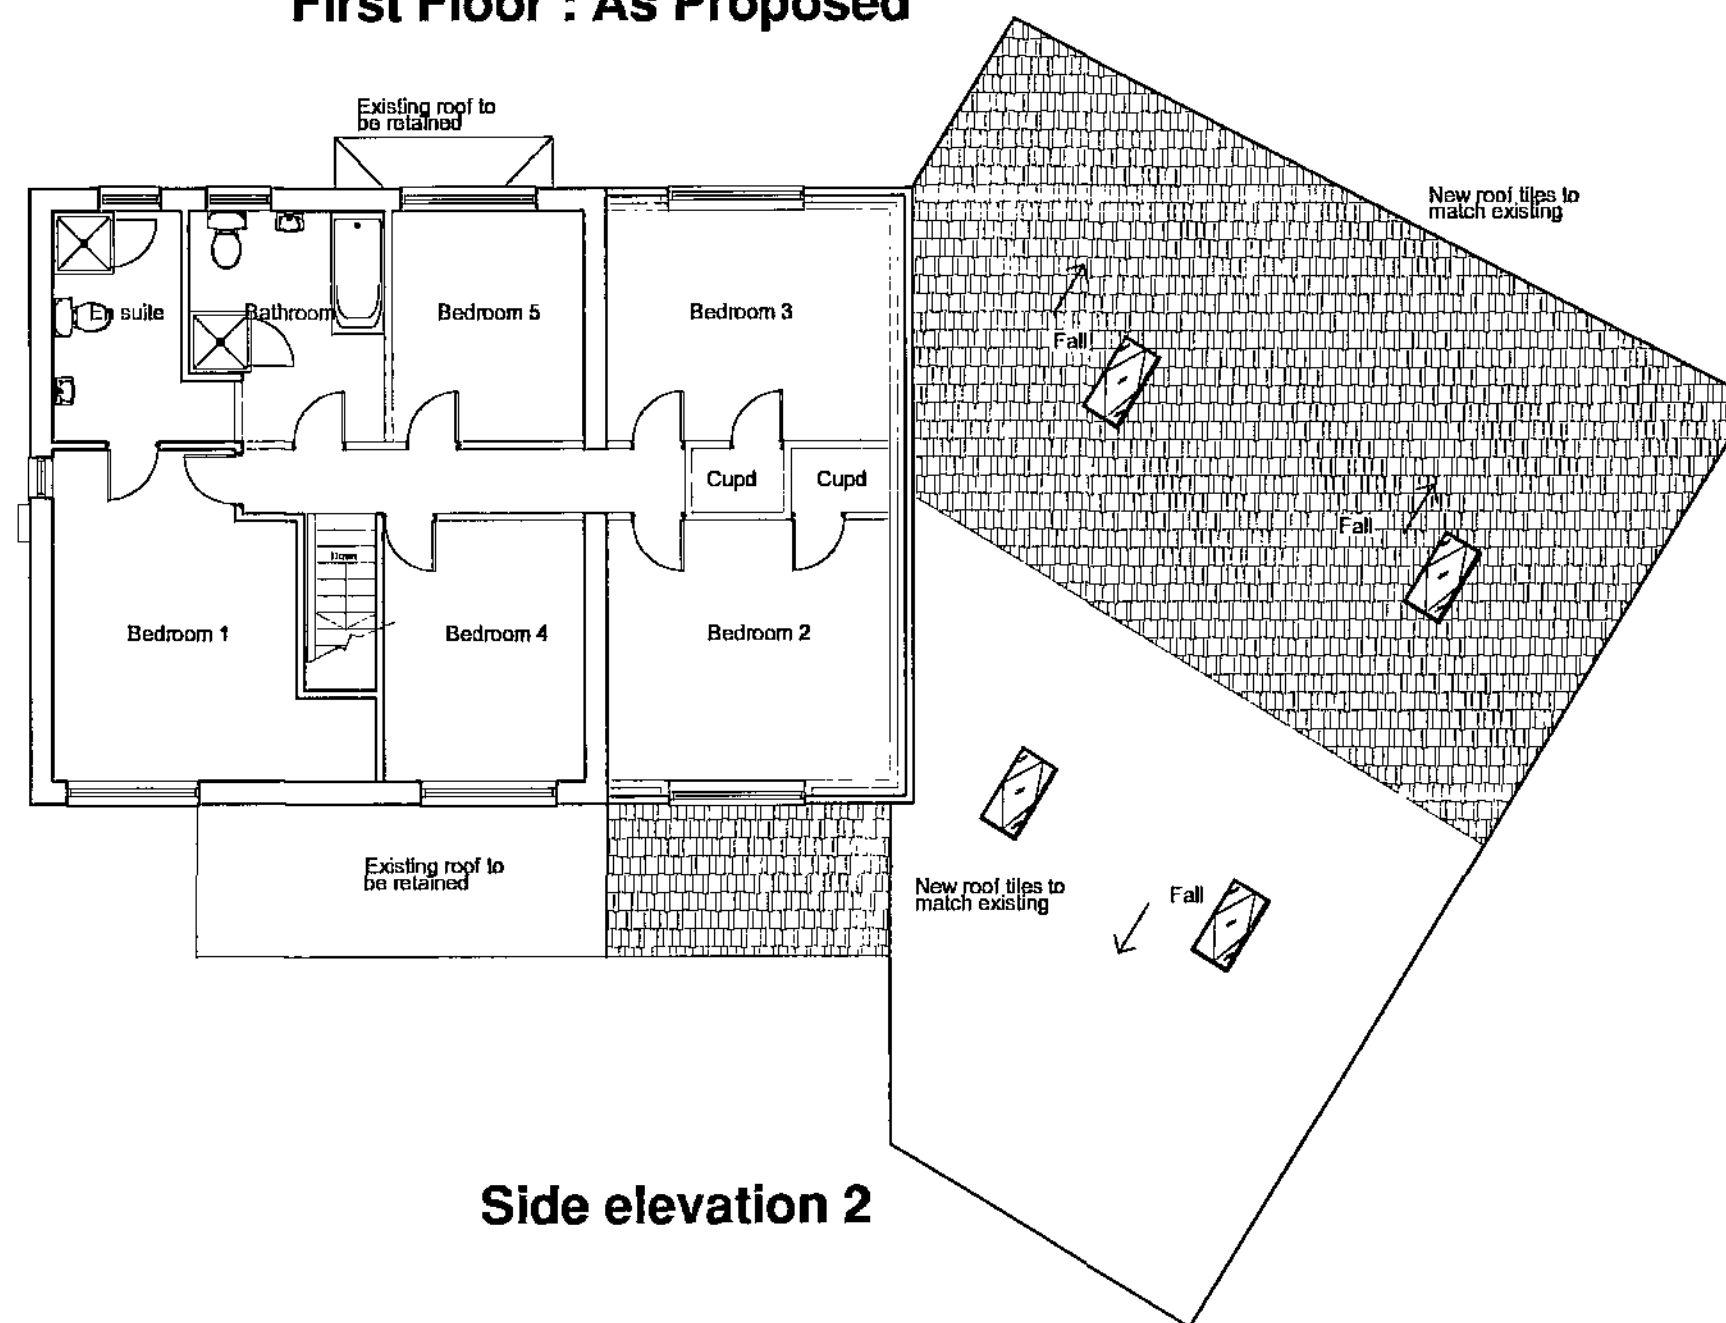 First Floor : As Proposed
Existing roof to
be retained
New roof tiles to
match existing
En suite
Bathroom
Bedroom 5
Bedroom 3
Fall
Cupd
Cupd
Fall
Down
Bedroom 1
Bedroom 4
Bedroom 2
Existing roof to
be retained
New roof tiles to
match existing
Fall
Side elevation 2